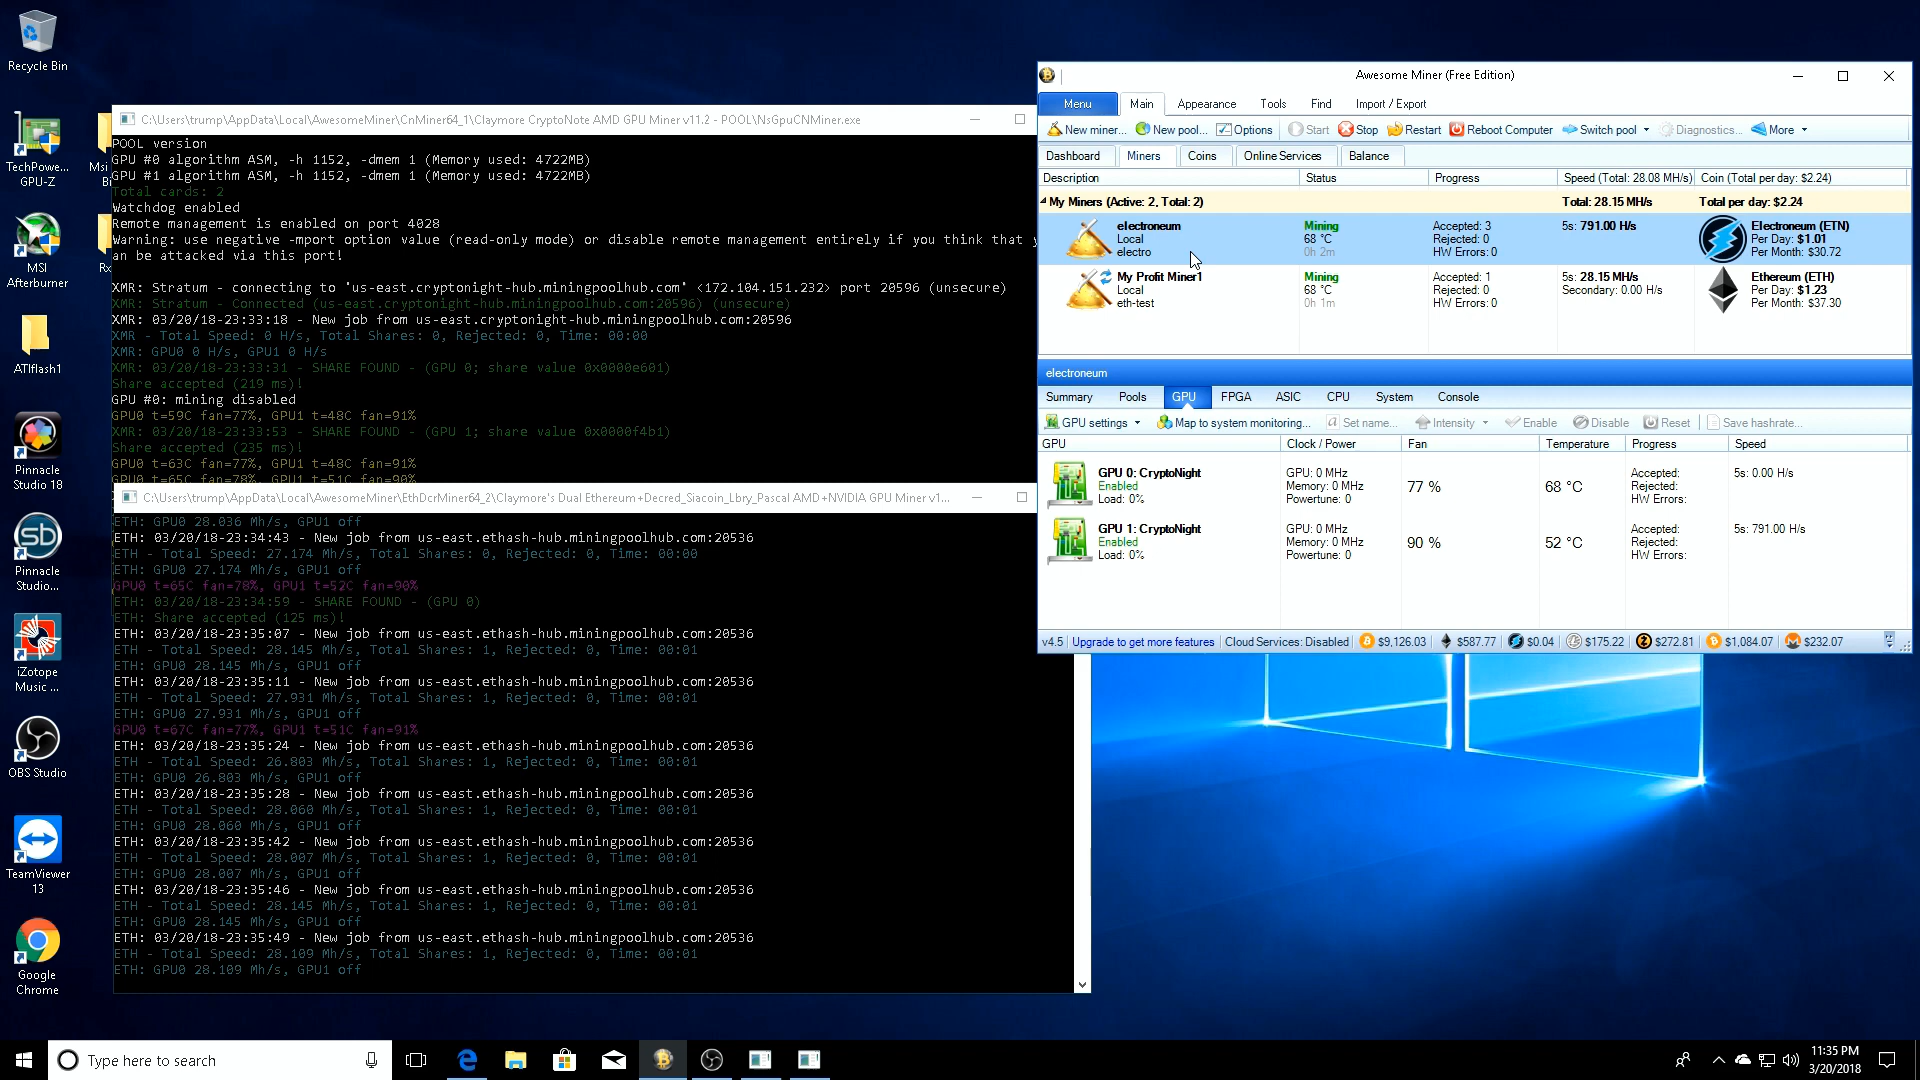 Recycle Bin
TechPowe...
GPU-Z
MSI
Afterburner
ATIflash1
Pinnacle
Studio 18
Pinnacle
Studio...
iZotope
Music ...
OBS Studio
TeamViewer
13
Google
Chrome
Msi
C:\Users\trump\AppData\Local\AwesomeMiner\CnMiner64_1\Claymore CryptoNote AMD GPU Miner v11.2 - POOL\NsGpuCNMiner.exe
POOL version
GPU #0 algorithm ASM, -h 1152, -dmem 1 (Memory used: 4722MB)
GPU #1 algorithm ASM, -h 1152, -dmem 1 (Memory used: 4722MB)
Total cards: 2
Watchdog enabled
Remote management is enabled on port 4028
Warning: use negative -mport option value (read-only mode) or disable remote management entirely if you think that y
an be attacked via this port!
XMR: Stratum - connecting to 'us-east.cryptonight-hub.miningpoolhub.com' <172.104.151.232> port 20596 (unsecure)
XMR: Stratum - Connected (us-east.cryptonight-hub.miningpoolhub.com:20596) (unsecure)
XMR: 03/20/18-23:33:18 - New job from us-east.cryptonight-hub.miningpoolhub.com:20596
XMR - Total Speed: 0 H/s, Total Shares: 0, Rejected: 0, Time: 00:00
XMR: GPU0 0 H/s, GPU1 0 H/s
XMR: 03/20/18-23:33:31 - SHARE FOUND - (GPU 0; share value 0x0000e601)
Share accepted (219 ms)!
GPU #0: mining disabled
GPU0 t=59C fan=77%, GPU1 t=48C fan=91%
XMR: 03/20/18-23:33:53 - SHARE FOUND - (GPU 1; share value 0x0000f4b1)
Share accepted (235 ms)!
GPU0 t=63C fan=77%, GPU1 t=48C fan=91%
GPU0 t=65C fan=78%, GPU1 t=51C fan=91%
C:\Users\trump\AppData\Local\AwesomeMiner\EthDcrMiner64_2\Claymore's Dual Ethereum+Decred_Siacoin_Lbry_Pascal AMD+NVIDIA GPU Miner v1...
ETH: GPU0 28.036 Mh/s, GPU1 off
ETH: 03/20/18-23:34:43 - New job from us-east.ethash-hub.miningpoolhub.com:20536
ETH - Total Speed: 27.174 Mh/s, Total Shares: 0, Rejected: 0, Time: 00:00
ETH: GPU0 27.174 Mh/s, GPU1 off
GPU0 t=65C fan=78%, GPU1 t=52C fan=90%
ETH: 03/20/18-23:34:59 - SHARE FOUND - (GPU 0)
ETH: Share accepted (125 ms)!
ETH: 03/20/18-23:35:07 - New job from us-east.ethash-hub.miningpoolhub.com:20536
ETH - Total Speed: 28.145 Mh/s, Total Shares: 1, Rejected: 0, Time: 00:01
ETH: GPU0 28.145 Mh/s, GPU1 off
ETH: 03/20/18-23:35:11 - New job from us-east.ethash-hub.miningpoolhub.com:20536
ETH - Total Speed: 27.931 Mh/s, Total Shares: 1, Rejected: 0, Time: 00:01
ETH: GPU0 27.931 Mh/s, GPU1 off
GPU0 t=67C fan=77%, GPU1 t=51C fan=91%
ETH: 03/20/18-23:35:24 - New job from us-east.ethash-hub.miningpoolhub.com:20536
ETH - Total Speed: 26.803 Mh/s, Total Shares: 1, Rejected: 0, Time: 00:01
ETH: GPU0 26.803 Mh/s, GPU1 off
ETH: 03/20/18-23:35:28 - New job from us-east.ethash-hub.miningpoolhub.com:20536
ETH - Total Speed: 28.060 Mh/s, Total Shares: 1, Rejected: 0, Time: 00:01
ETH: GPU0 28.060 Mh/s, GPU1 off
ETH: 03/20/18-23:35:42 - New job from us-east.ethash-hub.miningpoolhub.com:20536
ETH - Total Speed: 28.007 Mh/s, Total Shares: 1, Rejected: 0, Time: 00:01
ETH: GPU0 28.007 Mh/s, GPU1 off
ETH: 03/20/18-23:35:46 - New job from us-east.ethash-hub.miningpoolhub.com:20536
ETH - Total Speed: 28.145 Mh/s, Total Shares: 1, Rejected: 0, Time: 00:01
ETH: GPU0 28.145 Mh/s, GPU1 off
ETH: 03/20/18-23:35:49 - New job from us-east.ethash-hub.miningpoolhub.com:20536
ETH - Total Speed: 28.109 Mh/s, Total Shares: 1, Rejected: 0, Time: 00:01
ETH: GPU0 28.109 Mh/s, GPU1 off
Awesome Miner (Free Edition)
Menu Main Appearance Tools Find Import / Export
New miner... New pool... Options Start Stop Restart Reboot Computer Switch pool Diagnostics... More
Dashboard Miners Coins Online Services Balance
Description Status Progress Speed (Total: 28.08 MH/s) Coin (Total per day: $2.24)
My Miners (Active: 2, Total: 2) Total: 28.15 MH/s Total per day: $2.24
electroneum Mining Accepted: 3 5s: 791.00 H/s Electroneum (ETN)
Local 68 °C Rejected: 0 Per Day: $1.01
electro 0h 2m HW Errors: 0 Per Month: $30.72
My Profit Miner1 Mining Accepted: 1 5s: 28.15 MH/s Ethereum (ETH)
Local 68 °C Rejected: 0 Secondary: 0.00 H/s Per Day: $1.23
eth-test 0h 1m HW Errors: 0 Per Month: $37.30
electroneum
Summary Pools GPU FPGA ASIC CPU System Console
GPU settings Map to system monitoring... Set name... Intensity Enable Disable Reset Save hashrate...
GPU Clock / Power Fan Temperature Progress Speed
GPU 0: CryptoNight GPU: 0 MHz Accepted: 5s: 0.00 H/s
Enabled Memory: 0 MHz 77 % 68 °C Rejected:
Load: 0% Powertune: 0 HW Errors:
GPU 1: CryptoNight GPU: 0 MHz Accepted: 5s: 791.00 H/s
Enabled Memory: 0 MHz 90 % 52 °C Rejected:
Load: 0% Powertune: 0 HW Errors:
v4.5 Upgrade to get more features Cloud Services: Disabled $9,126.03 $587.77 $0.04 $175.22 $272.81 $1,084.07 $232.07
Type here to search
11:35 PM
3/20/2018